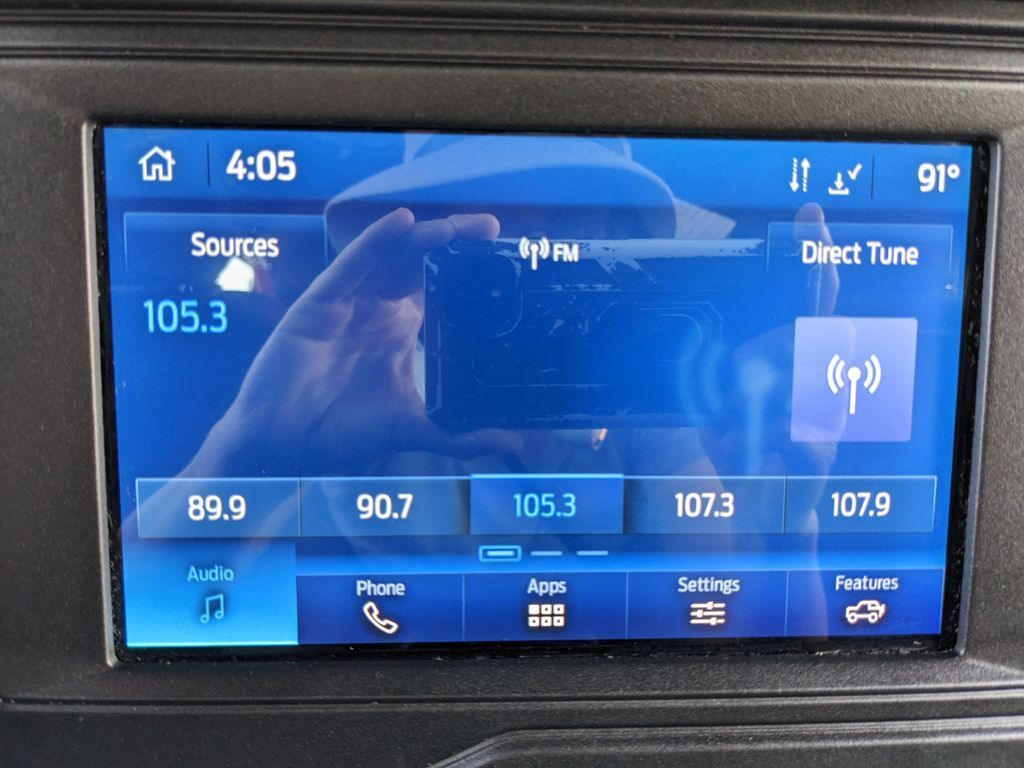 4:05 91°
Sources FM Direct Tune
105.3
89.9 90.7 105.3 107.3 107.9
Audio Phone Apps Settings Features